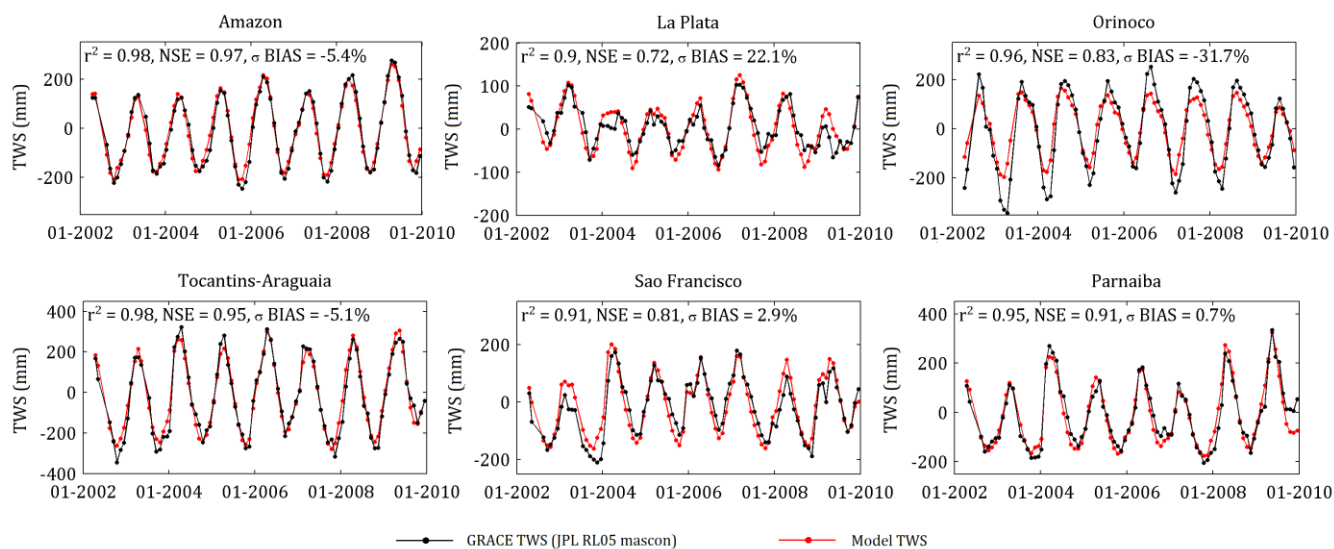 Amazon
r² = 0.98, NSE = 0.97, σ BIAS = -5.4%
TWS (mm)
200
0
-200
01-2002 01-2004 01-2006 01-2008 01-2010
La Plata
r² = 0.9, NSE = 0.72, σ BIAS = 22.1%
TWS (mm)
200
100
0
-100
200
01-2002 01-2004 01-2006 01-2008 01-2010
Orinoco
r² = 0.96, NSE = 0.83, σ BIAS = -31.7%
TWS (mm)
200
0
-200
01-2002 01-2004 01-2006 01-2008 01-2010
Tocantins-Araguaia
r² = 0.98, NSE = 0.95, σ BIAS = -5.1%
TWS (mm)
400
200
0
-200
-400
01-2002 01-2004 01-2006 01-2008 01-2010
Sao Francisco
r² = 0.91, NSE = 0.81, σ BIAS = 2.9%
TWS (mm)
200
0
-200
01-2002 01-2004 01-2006 01-2008 01-2010
Parnaiba
r² = 0.95, NSE = 0.91, σ BIAS = 0.7%
TWS (mm)
400
200
0
-200
01-2002 01-2004 01-2006 01-2008 01-2010
GRACE TWS (JPL RL05 mascon) Model TWS